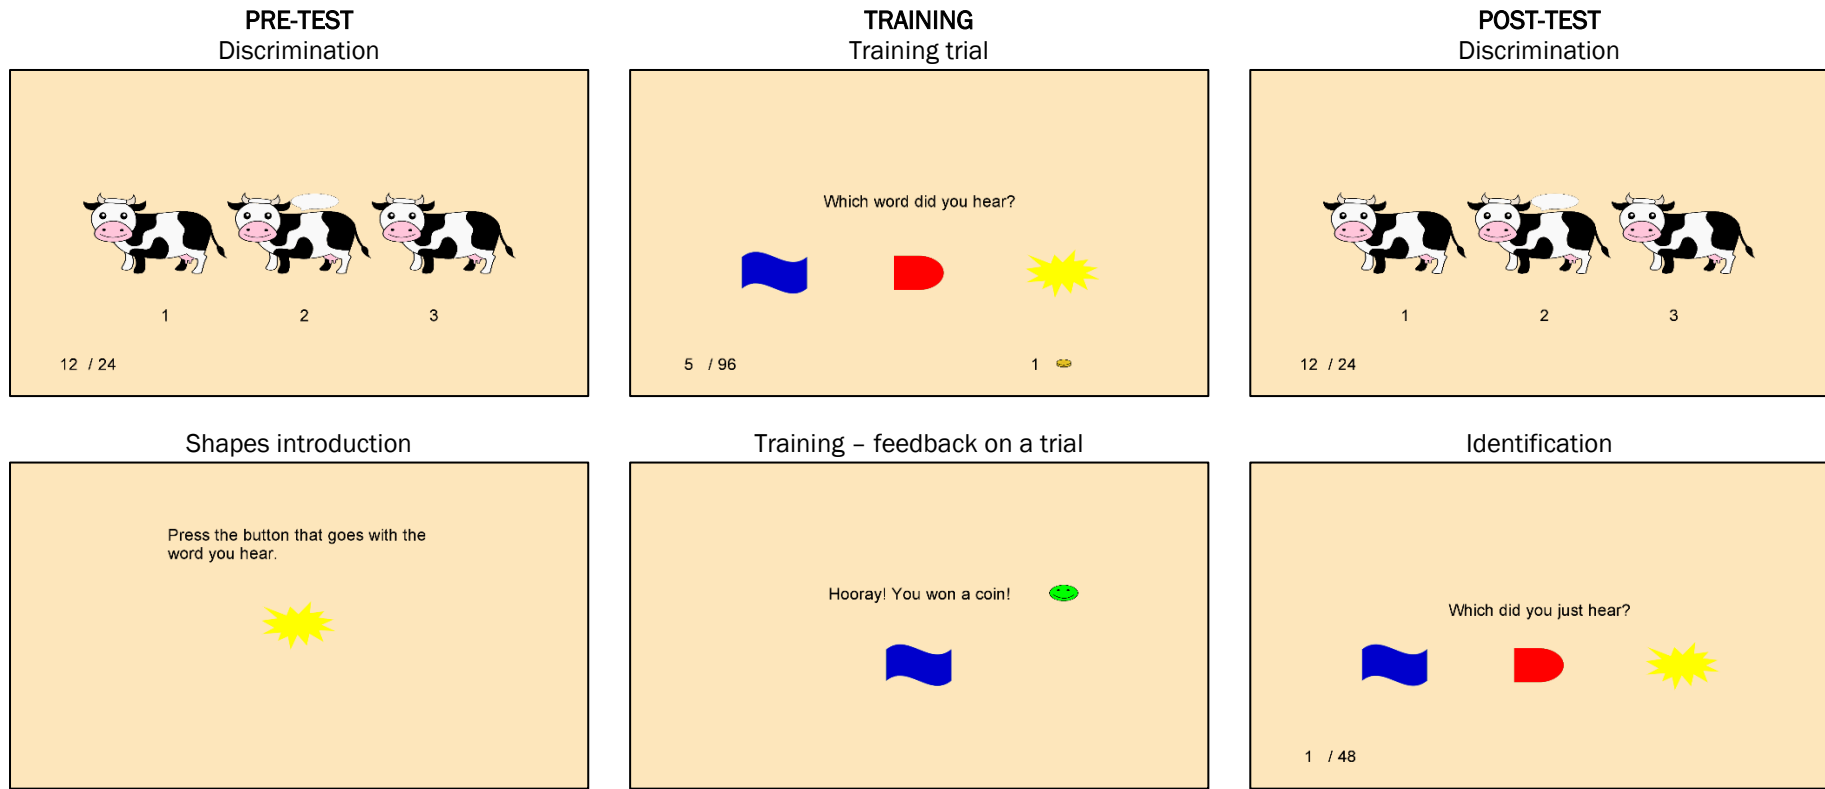 PRE-TEST
Discrimination
1 2 3
12 / 24
Shapes introduction
Press the button that goes with the
word you hear.
TRAINING
Training trial
Which word did you hear?
5 / 96 1
Training – feedback on a trial
Hooray! You won a coin!
POST-TEST
Discrimination
1 2 3
12 / 24
Identification
Which did you just hear?
1 / 48